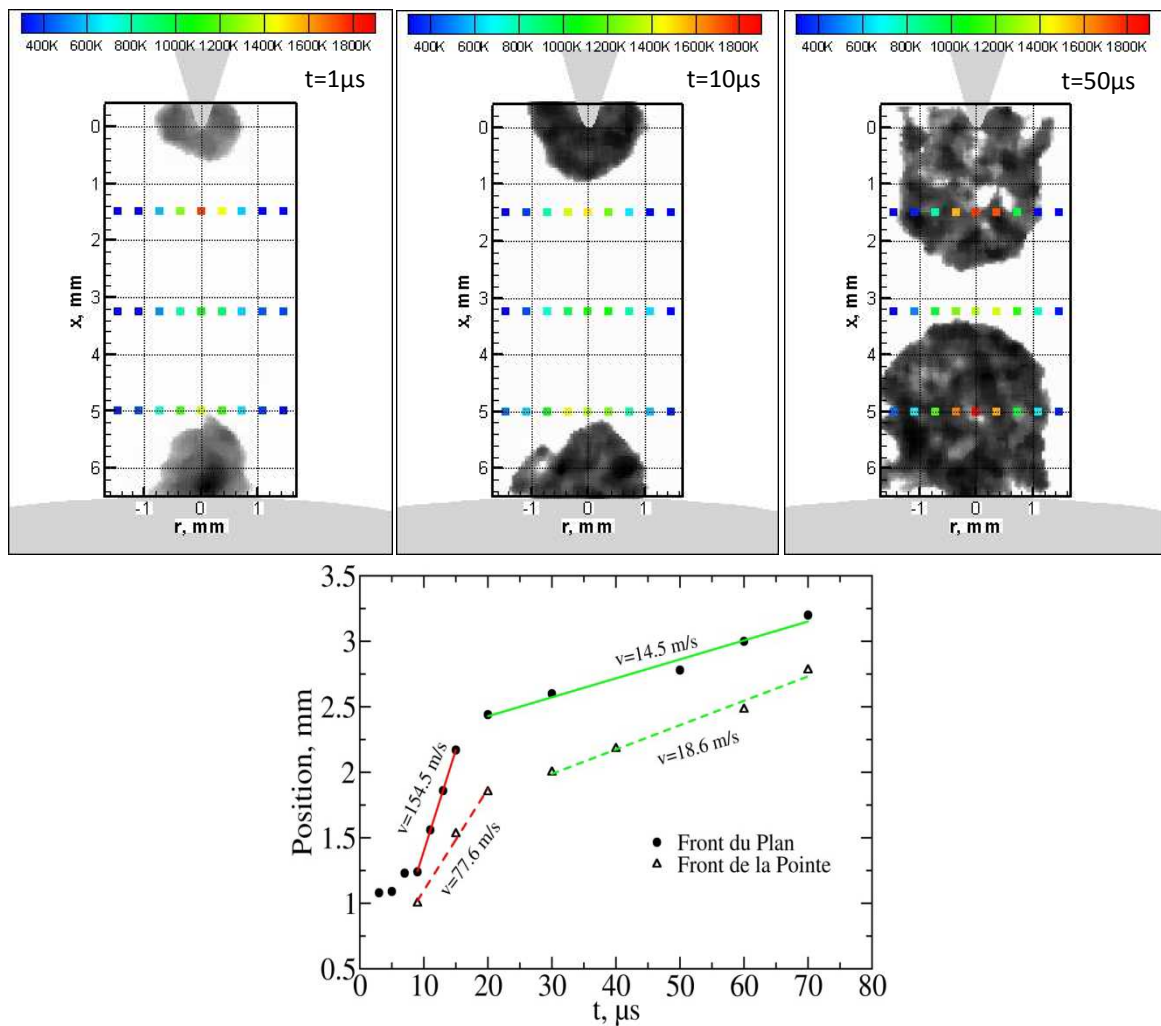 400K 600K 800K 1000K 1200K 1400K 1600K 1800K
t=1µs
0
1
2
3
4
5
6
x, mm
-1 0 1
r, mm
400K 600K 800K 1000K 1200K 1400K 1600K 1800K
t=10µs
0
1
2
3
4
5
6
x, mm
-1 0 1
r, mm
400K 600K 800K 1000K 1200K 1400K 1600K 1800K
t=50µs
0
1
2
3
4
5
6
x, mm
-1 0 1
r, mm
3.5
3
2.5
2
1.5
1
0.5
Position, mm
v=154.5 m/s
v=77.6 m/s
v=14.5 m/s
v=18.6 m/s
Front du Plan
Front de la Pointe
0 10 20 30 40 50 60 70 80
t, µs